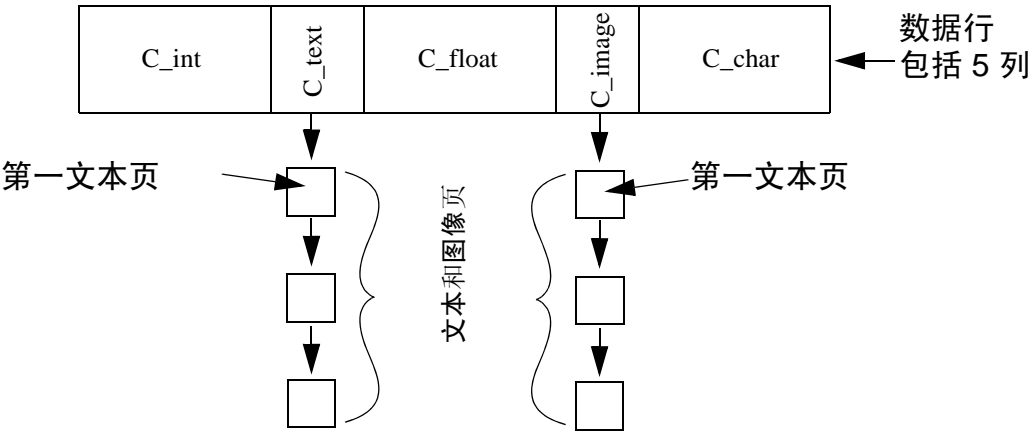 C_int
C_text
C_float
C_image
C_char
数据行
包括 5 列
第一文本页
第一文本页
文本和图像页